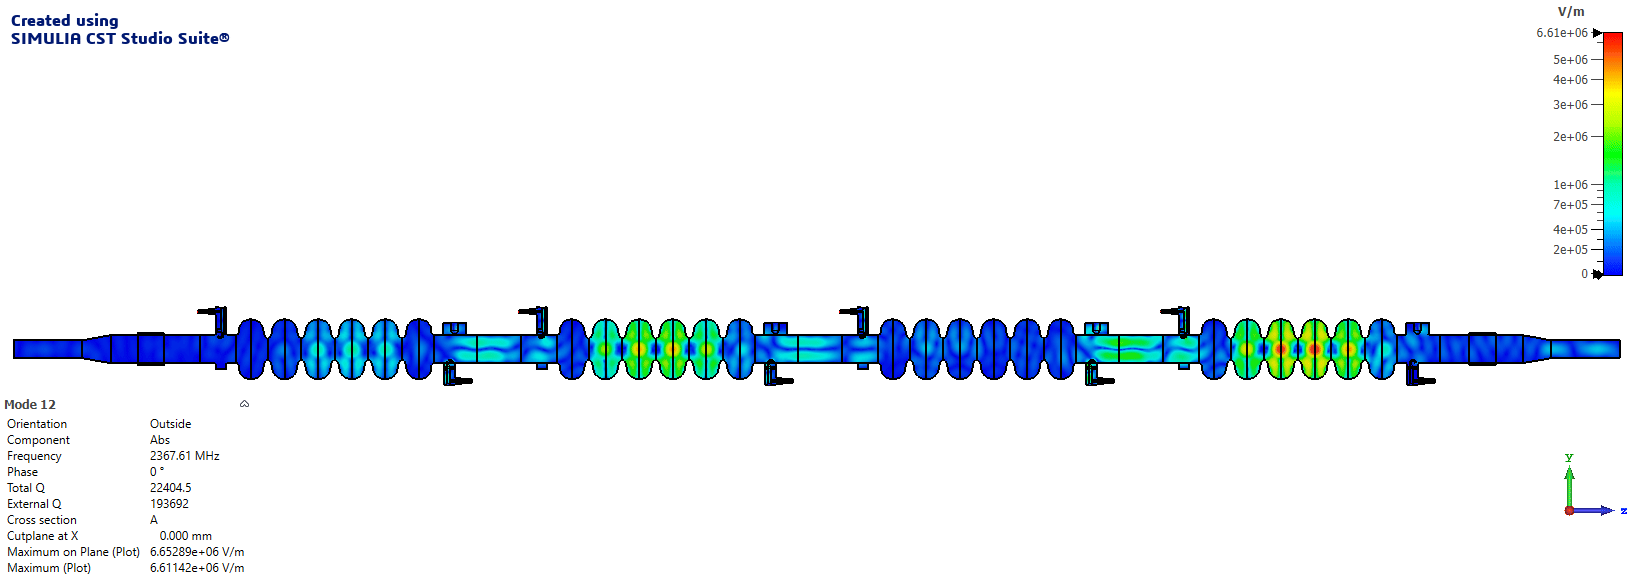 Created using
SIMULIA CST Studio Suite®
V/m
6.61e+06
5e+06
4e+06
3e+06
2e+06
1e+06
7e+05
4e+05
2e+05
0
Mode 12
Orientation Outside
Component Abs
Frequency 2367.61 MHz
Phase 0 °
Total Q 22404.5
External Q 193692
Cross section A
Cutplane at X 0.000 mm
Maximum on Plane (Plot) 6.65289e+06 V/m
Maximum (Plot) 6.61142e+06 V/m
y
z